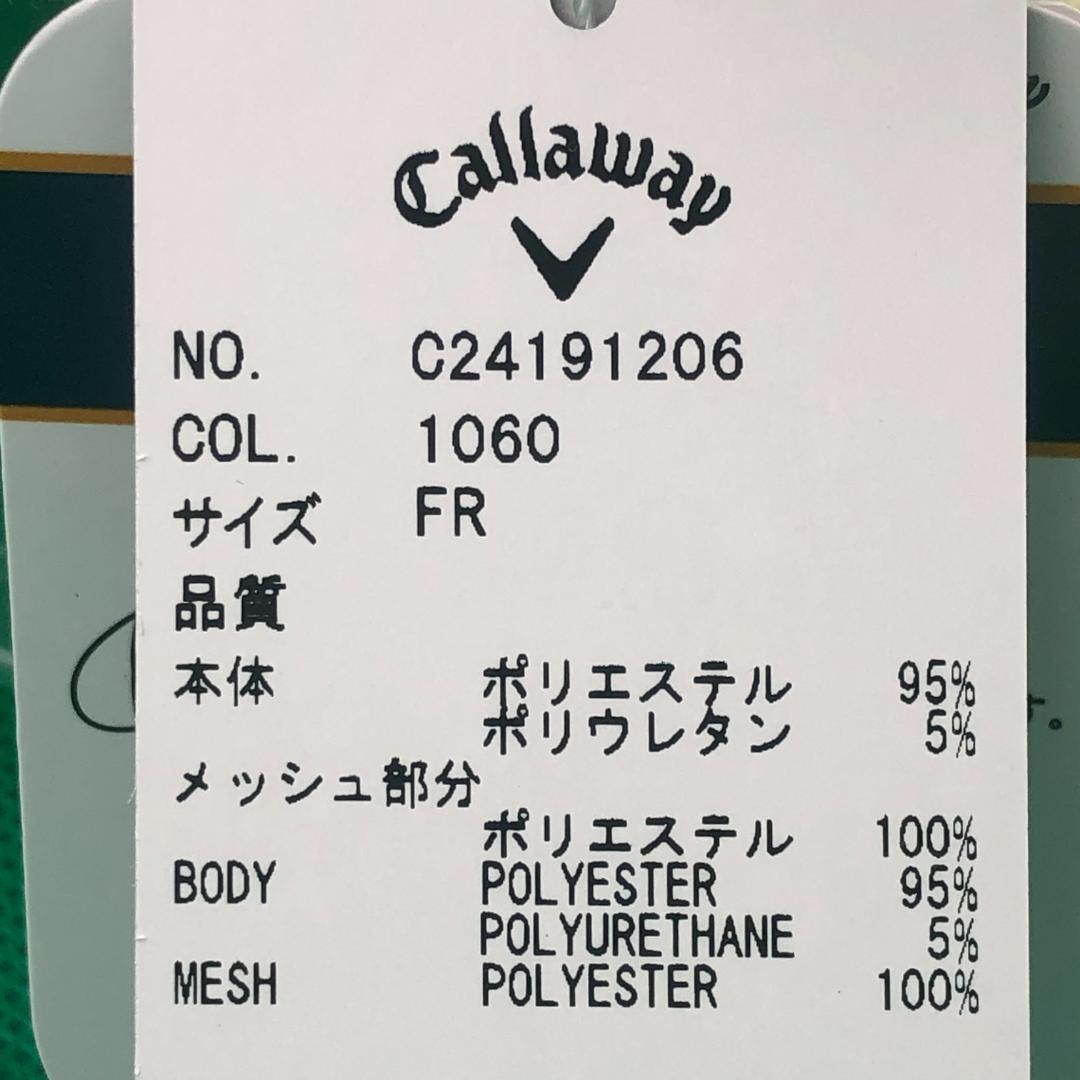 Callaway
NO. C24191206
COL. 1060
サイズ FR
品質
本体 ポリエステル 95%
ポリウレタン 5%
メッシュ部分
ポリエステル 100%
BODY POLYESTER 95%
POLYURETHANE 5%
MESH POLYESTER 100%